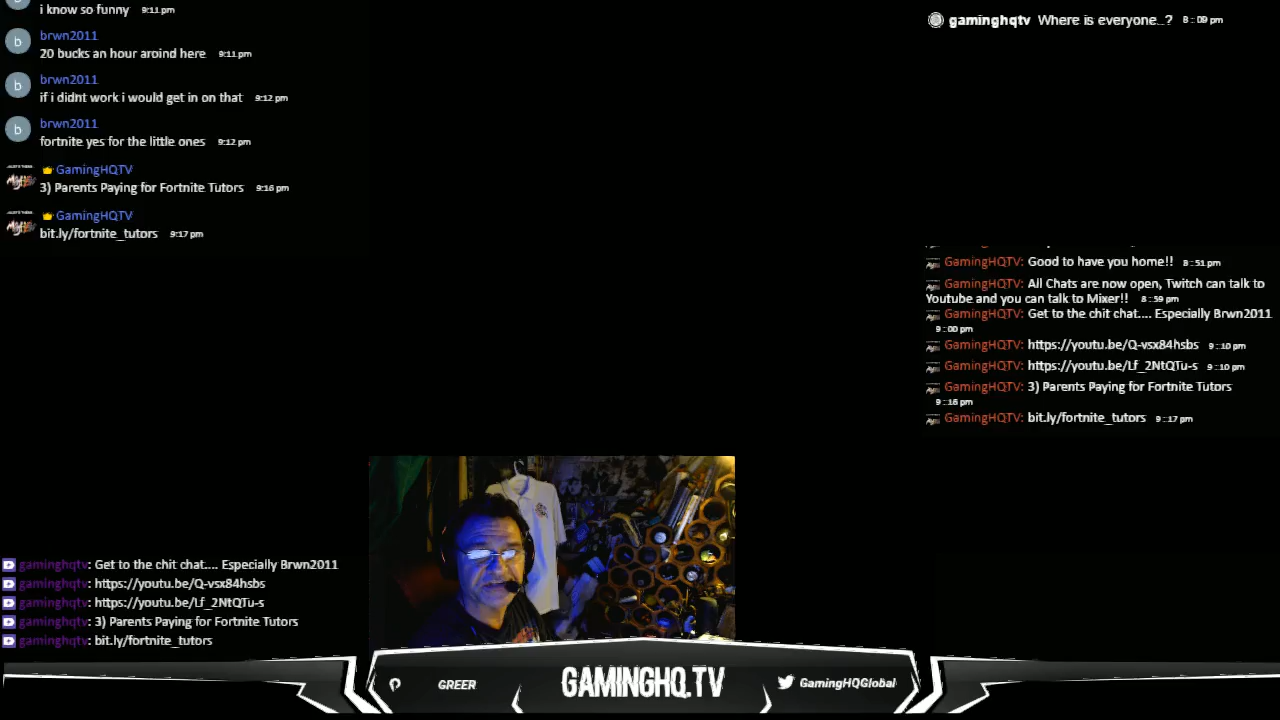 i know so funny 9:11 pm
brwn2011
20 bucks an hour aroind here 9:11 pm
brwn2011
if i didnt work i would get in on that 9:12 pm
brwn2011
fortnite yes for the little ones 9:12 pm
GamingHQTV
3) Parents Paying for Fortnite Tutors 9:16 pm
GamingHQTV
bit.ly/fortnite_tutors 9:17 pm
gaminghqtv Where is everyone..? 8:09 pm
GamingHQTV: Good to have you home!! 8:51 pm
GamingHQTV: All Chats are now open, Twitch can talk to
Youtube and you can talk to Mixer!! 8:59 pm
GamingHQTV: Get to the chit chat.... Especially Brwn2011
9:00 pm
GamingHQTV: https://youtu.be/Q-vsx84hsbs 9:10 pm
GamingHQTV: https://youtu.be/Lf_2NtQTu-s 9:10 pm
GamingHQTV: 3) Parents Paying for Fortnite Tutors
9:16 pm
GamingHQTV: bit.ly/fortnite_tutors 9:17 pm
gaminghqtv: Get to the chit chat.... Especially Brwn2011
gaminghqtv: https://youtu.be/Q-vsx84hsbs
gaminghqtv: https://youtu.be/Lf_2NtQTu-s
gaminghqtv: 3) Parents Paying for Fortnite Tutors
gaminghqtv: bit.ly/fortnite_tutors
GREER
GAMINGHQ.TV
GamingHQGlobal